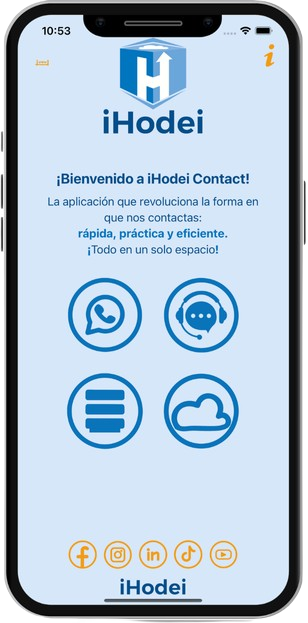 10:53
i
H
iHodei
¡Bienvenido a iHodei Contact!
La aplicación que revoluciona la forma en
que nos contactas:
rápida, práctica y eficiente.
¡Todo en un solo espacio!
f
in
iHodei